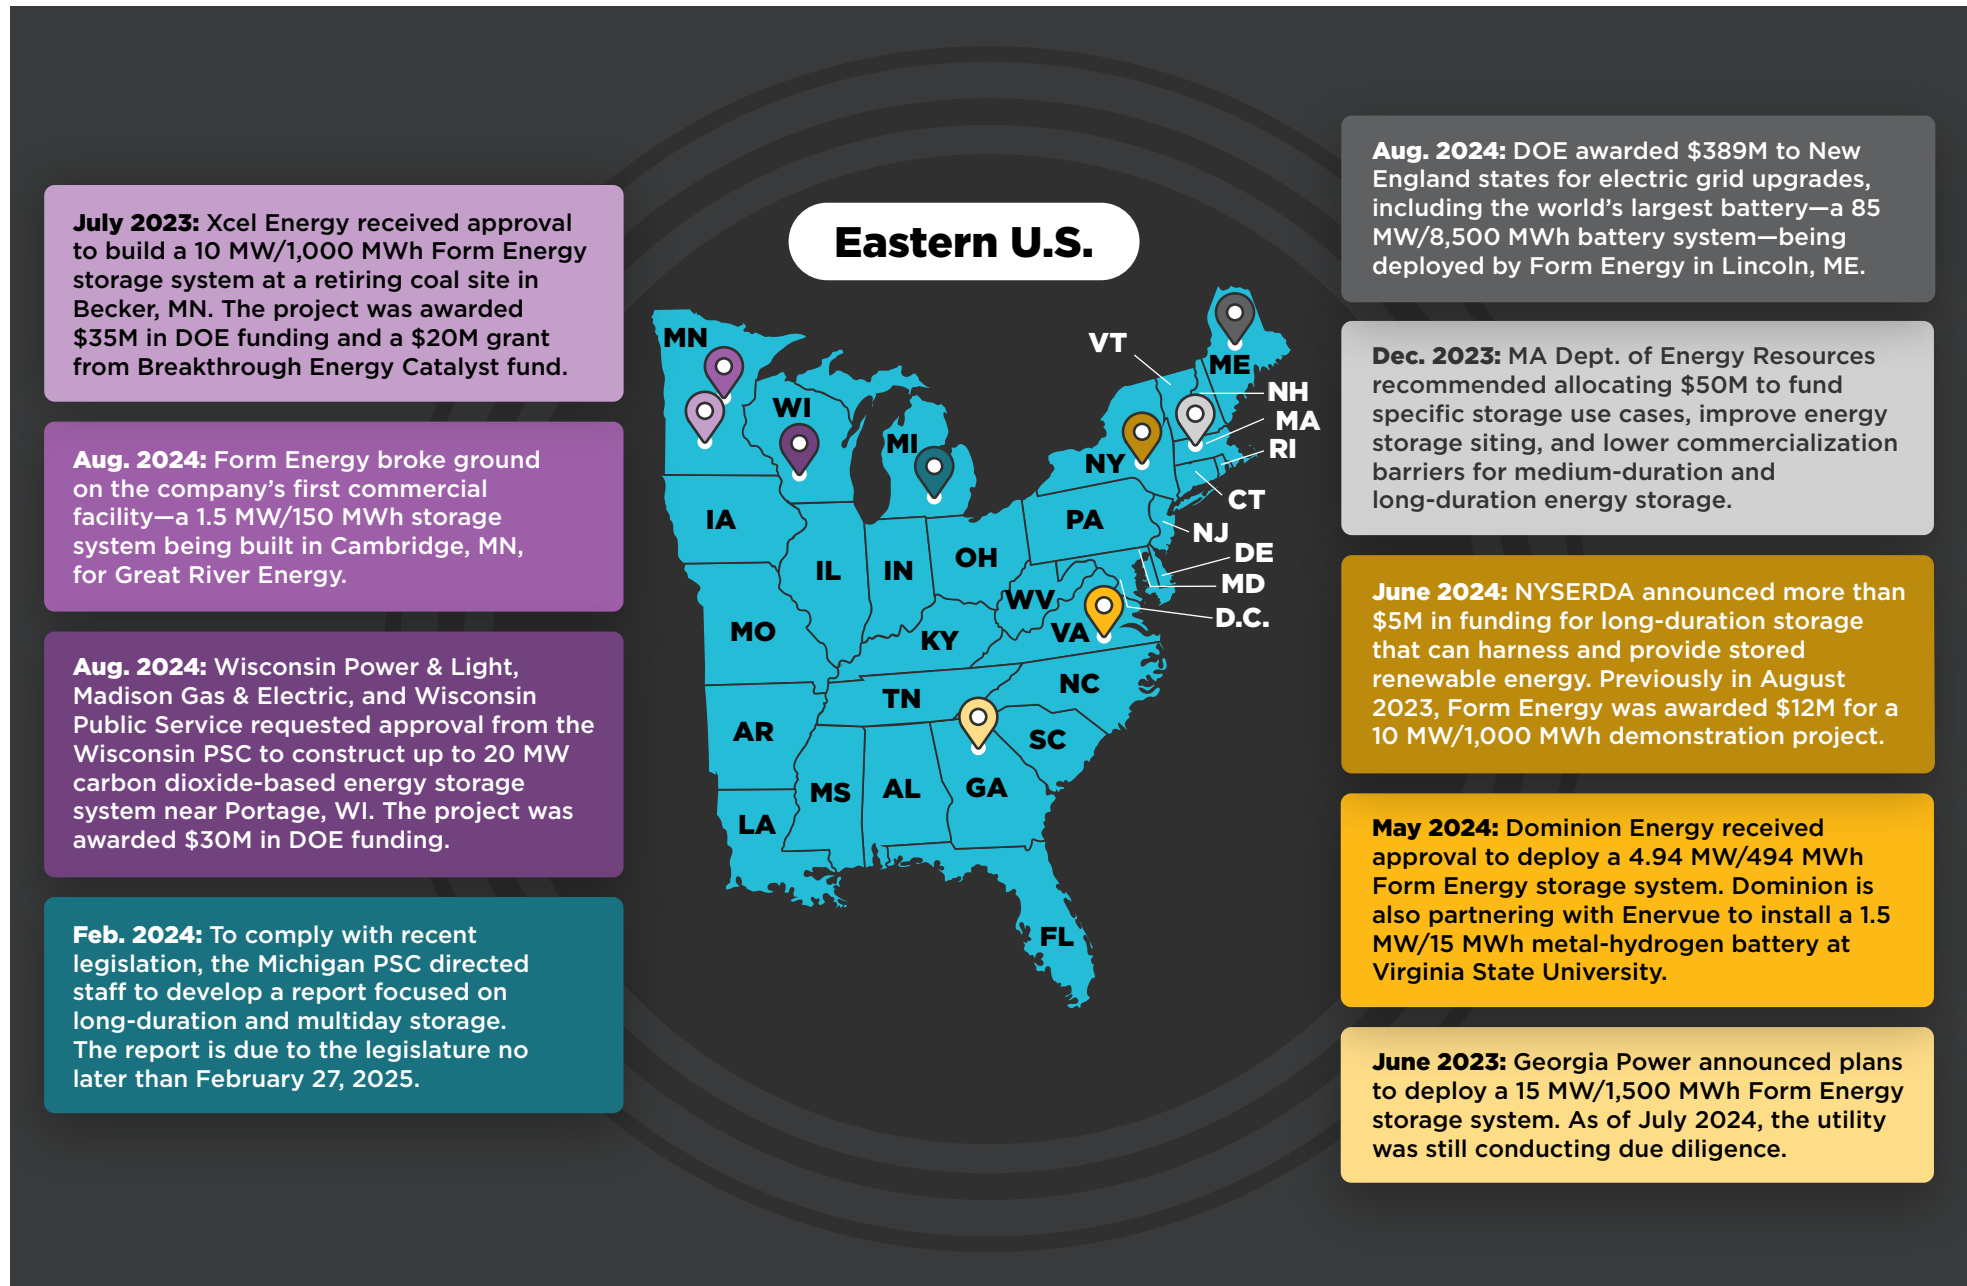 Eastern U.S.
July 2023: Xcel Energy received approval
to build a 10 MW/1,000 MWh Form Energy
storage system at a retiring coal site in
Becker, MN. The project was awarded
$35M in DOE funding and a $20M grant
from Breakthrough Energy Catalyst fund.
Aug. 2024: Form Energy broke ground
on the company’s first commercial
facility—a 1.5 MW/150 MWh storage
system being built in Cambridge, MN,
for Great River Energy.
Aug. 2024: Wisconsin Power & Light,
Madison Gas & Electric, and Wisconsin
Public Service requested approval from the
Wisconsin PSC to construct up to 20 MW
carbon dioxide-based energy storage
system near Portage, WI. The project was
awarded $30M in DOE funding.
Feb. 2024: To comply with recent
legislation, the Michigan PSC directed
staff to develop a report focused on
long-duration and multiday storage.
The report is due to the legislature no
later than February 27, 2025.
MN
VT
ME
NH
WI
MA
MI
RI
NY
CT
IA
PA
NJ
DE
OH
IL
IN
MD
WV
D.C.
MO
VA
KY
NC
TN
AR
SC
MS
AL
GA
LA
FL
Aug. 2024: DOE awarded $389M to New
England states for electric grid upgrades,
including the world’s largest battery—a 85
MW/8,500 MWh battery system—being
deployed by Form Energy in Lincoln, ME.
Dec. 2023: MA Dept. of Energy Resources
recommended allocating $50M to fund
specific storage use cases, improve energy
storage siting, and lower commercialization
barriers for medium-duration and
long-duration energy storage.
June 2024: NYSERDA announced more than
$5M in funding for long-duration storage
that can harness and provide stored
renewable energy. Previously in August
2023, Form Energy was awarded $12M for a
10 MW/1,000 MWh demonstration project.
May 2024: Dominion Energy received
approval to deploy a 4.94 MW/494 MWh
Form Energy storage system. Dominion is
also partnering with Enervue to install a 1.5
MW/15 MWh metal-hydrogen battery at
Virginia State University.
June 2023: Georgia Power announced plans
to deploy a 15 MW/1,500 MWh Form Energy
storage system. As of July 2024, the utility
was still conducting due diligence.